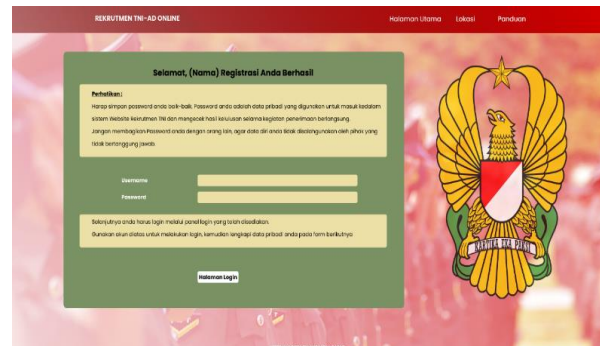 REKRUTMEN TNI-AD ONLINE
Halaman Utama Lokasi Panduan
Selamat, (Nama) Registrasi Anda Berhasil
Perhatikan :
Harap simpan password anda baik-baik. Password anda adalah data pribadi yang digunakan untuk masuk kedalam
sistem Website Rekrutmen TNI dan mengecek hasil kelulusan selama kegiatan penerimaan berlangsung.
Jangan membagikan Password anda dengan orang lain, agar data diri anda tidak disalahgunakan oleh pihak yang
tidak bertanggung jawab.
Username
Password
Selanjutnya anda harus login melalui panel login yang telah disediakan.
Gunakan akun diatas untuk melakukan login, kemudian lengkapi data pribadi anda pada form berikutnya
Halaman Login
KARTIKA EKA PAKSI